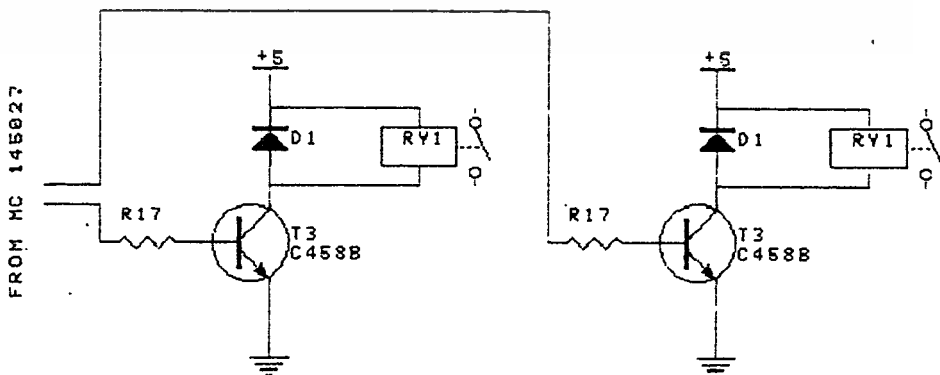 FROM MC 145027
+5
D1
RY1
R17
T3
C458B
+5
D1
RY1
R17
T3
C458B